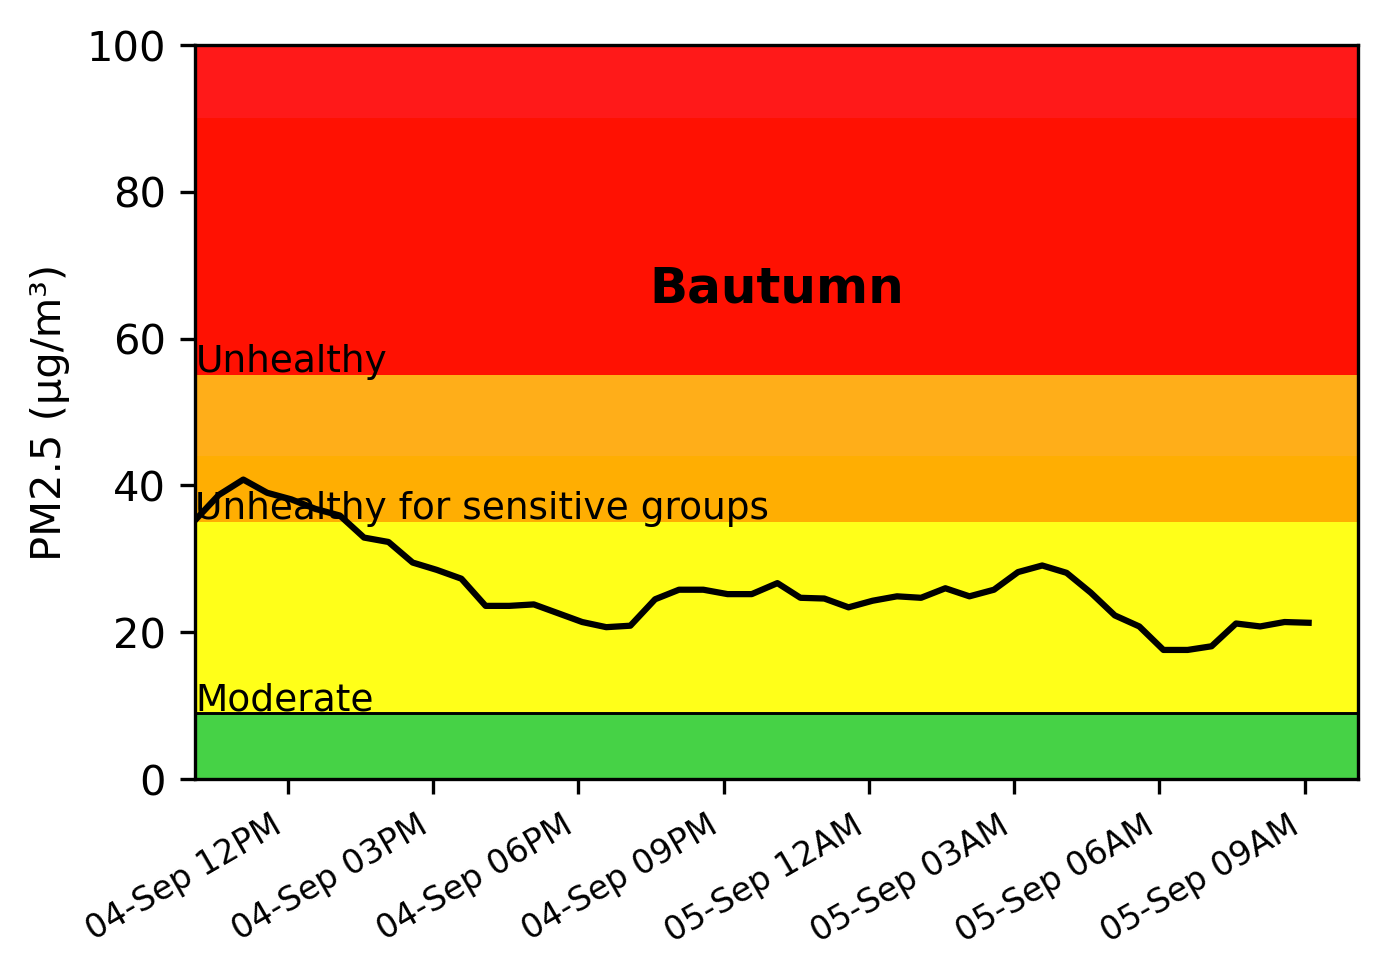 100
80
60
40
20
0
PM2.5 (µg/m³)
Bautumn
Unhealthy
Unhealthy for sensitive groups
Moderate
04-Sep 12PM
04-Sep 03PM
04-Sep 06PM
04-Sep 09PM
05-Sep 12AM
05-Sep 03AM
05-Sep 06AM
05-Sep 09AM